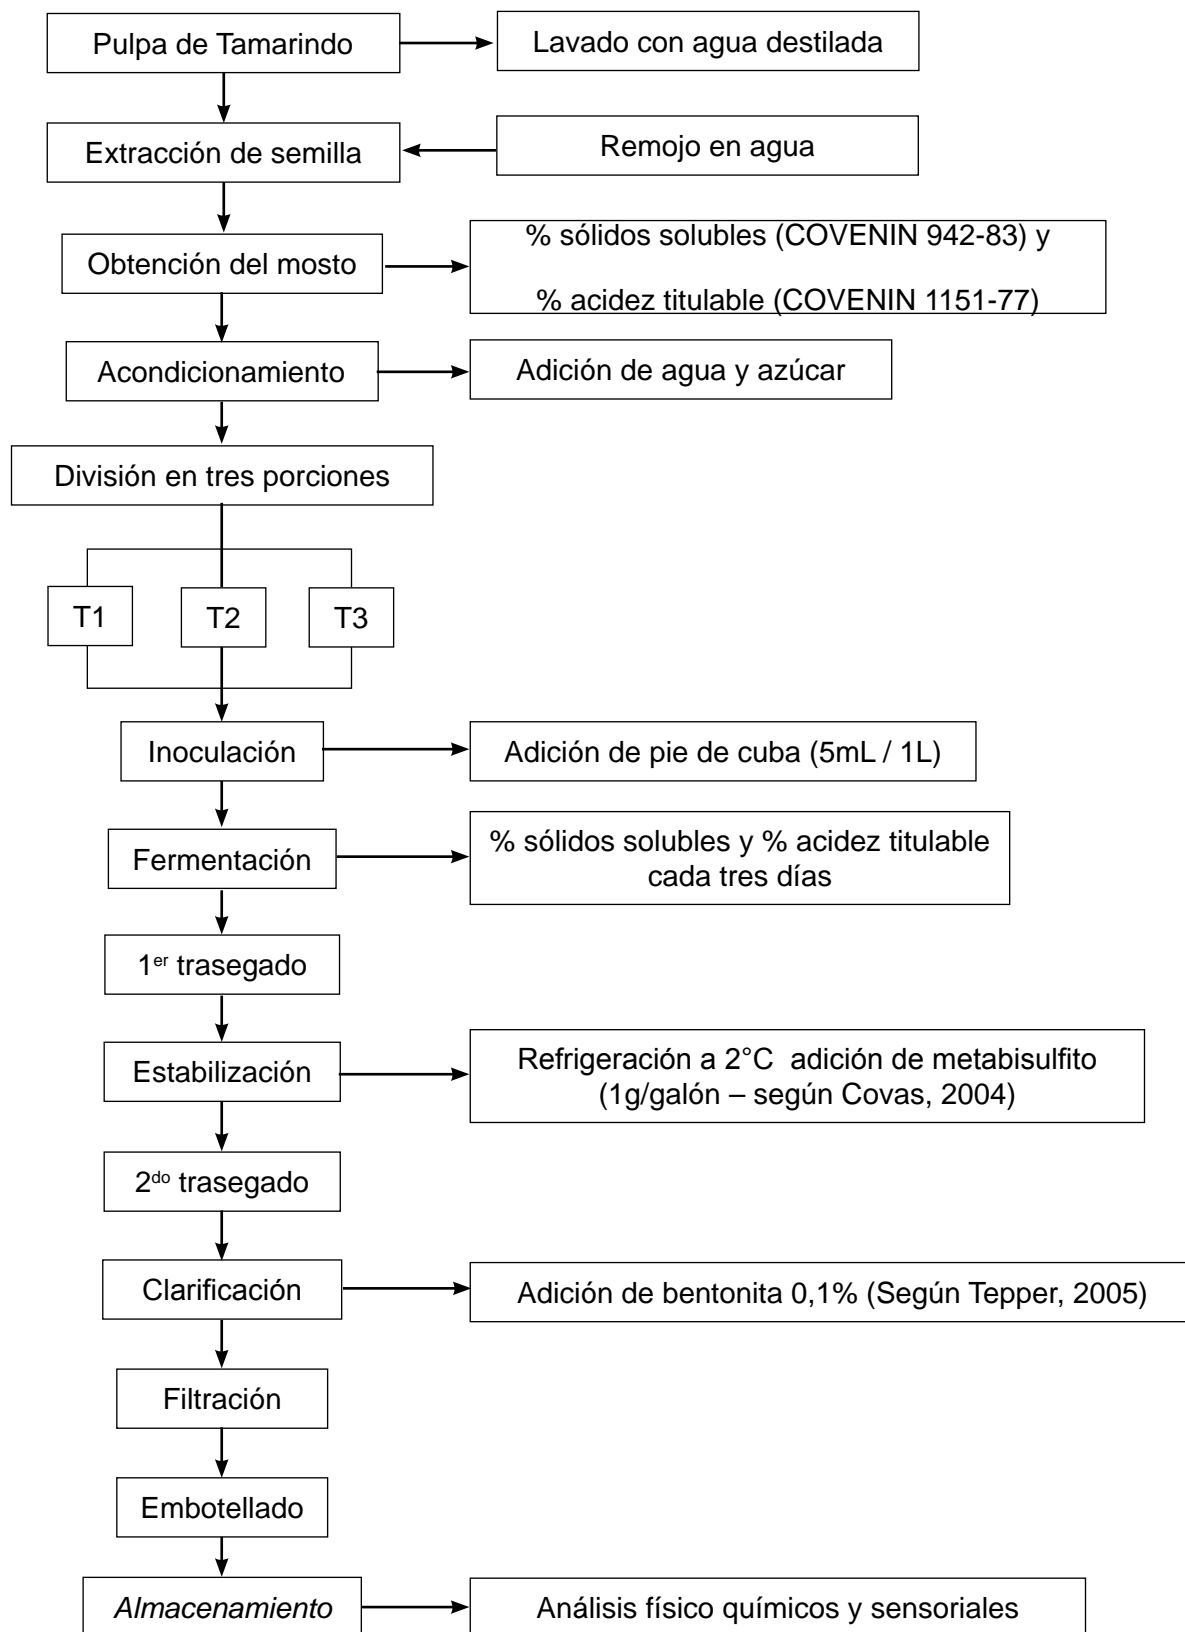 Pulpa de Tamarindo
Lavado con agua destilada
Extracción de semilla
Remojo en agua
Obtención del mosto
% sólidos solubles (COVENIN 942-83) y
% acidez titulable (COVENIN 1151-77)
Acondicionamiento
Adición de agua y azúcar
División en tres porciones
T1
T2
T3
Inoculación
Adición de pie de cuba (5mL / 1L)
Fermentación
% sólidos solubles y % acidez titulable
cada tres días
1er trasegado
Estabilización
Refrigeración a 2°C adición de metabisulfito
(1g/galón – según Covas, 2004)
2do trasegado
Clarificación
Adición de bentonita 0,1% (Según Tepper, 2005)
Filtración
Embotellado
Almacenamiento
Análisis físico químicos y sensoriales